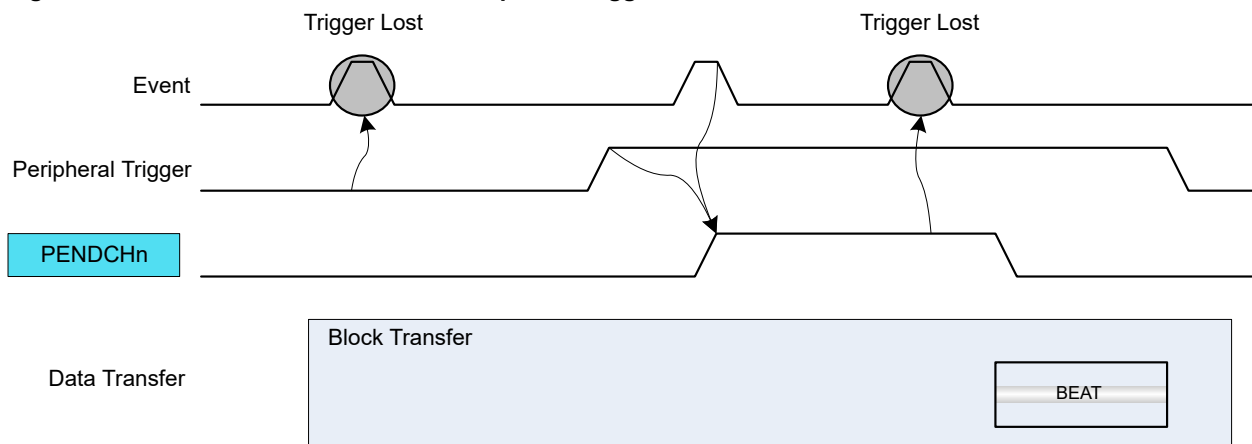 Trigger Lost Trigger Lost
Event
Peripheral Trigger
PENDCHn
Block Transfer
Data Transfer
BEAT